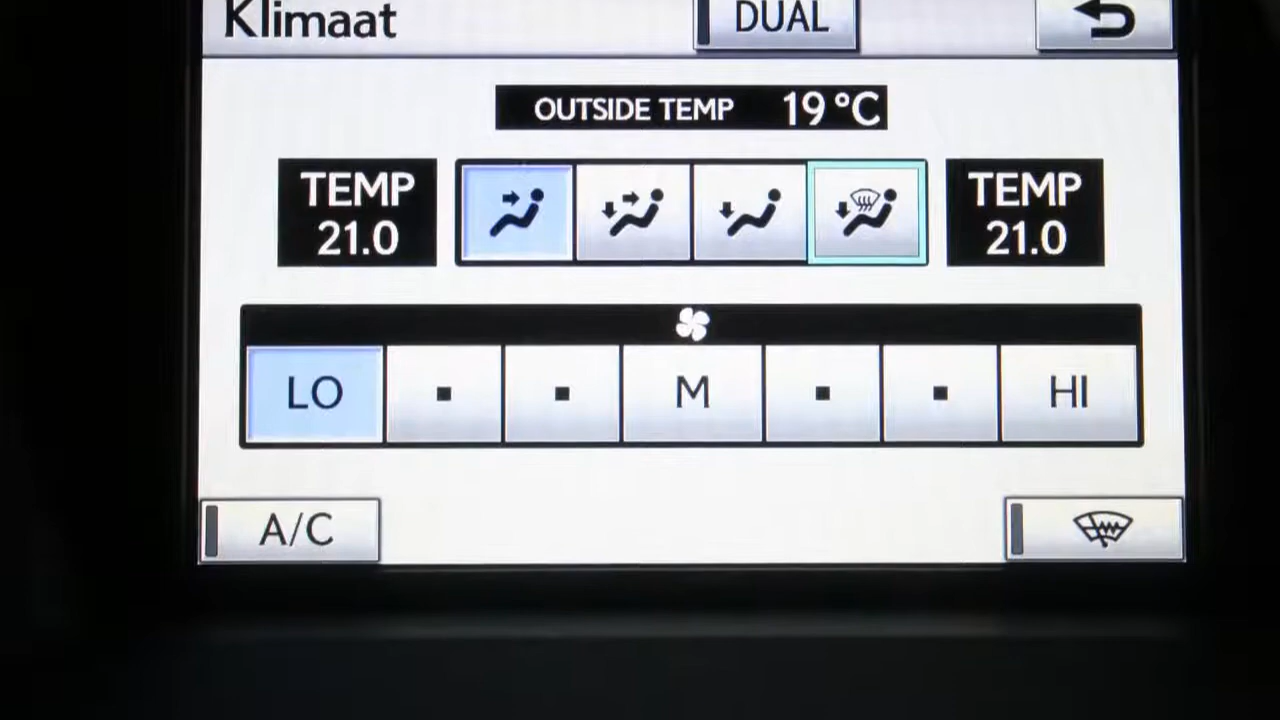 Klimaat DUAL
OUTSIDE TEMP 19 °C
TEMP
21.0
TEMP
21.0
LO M HI
A/C